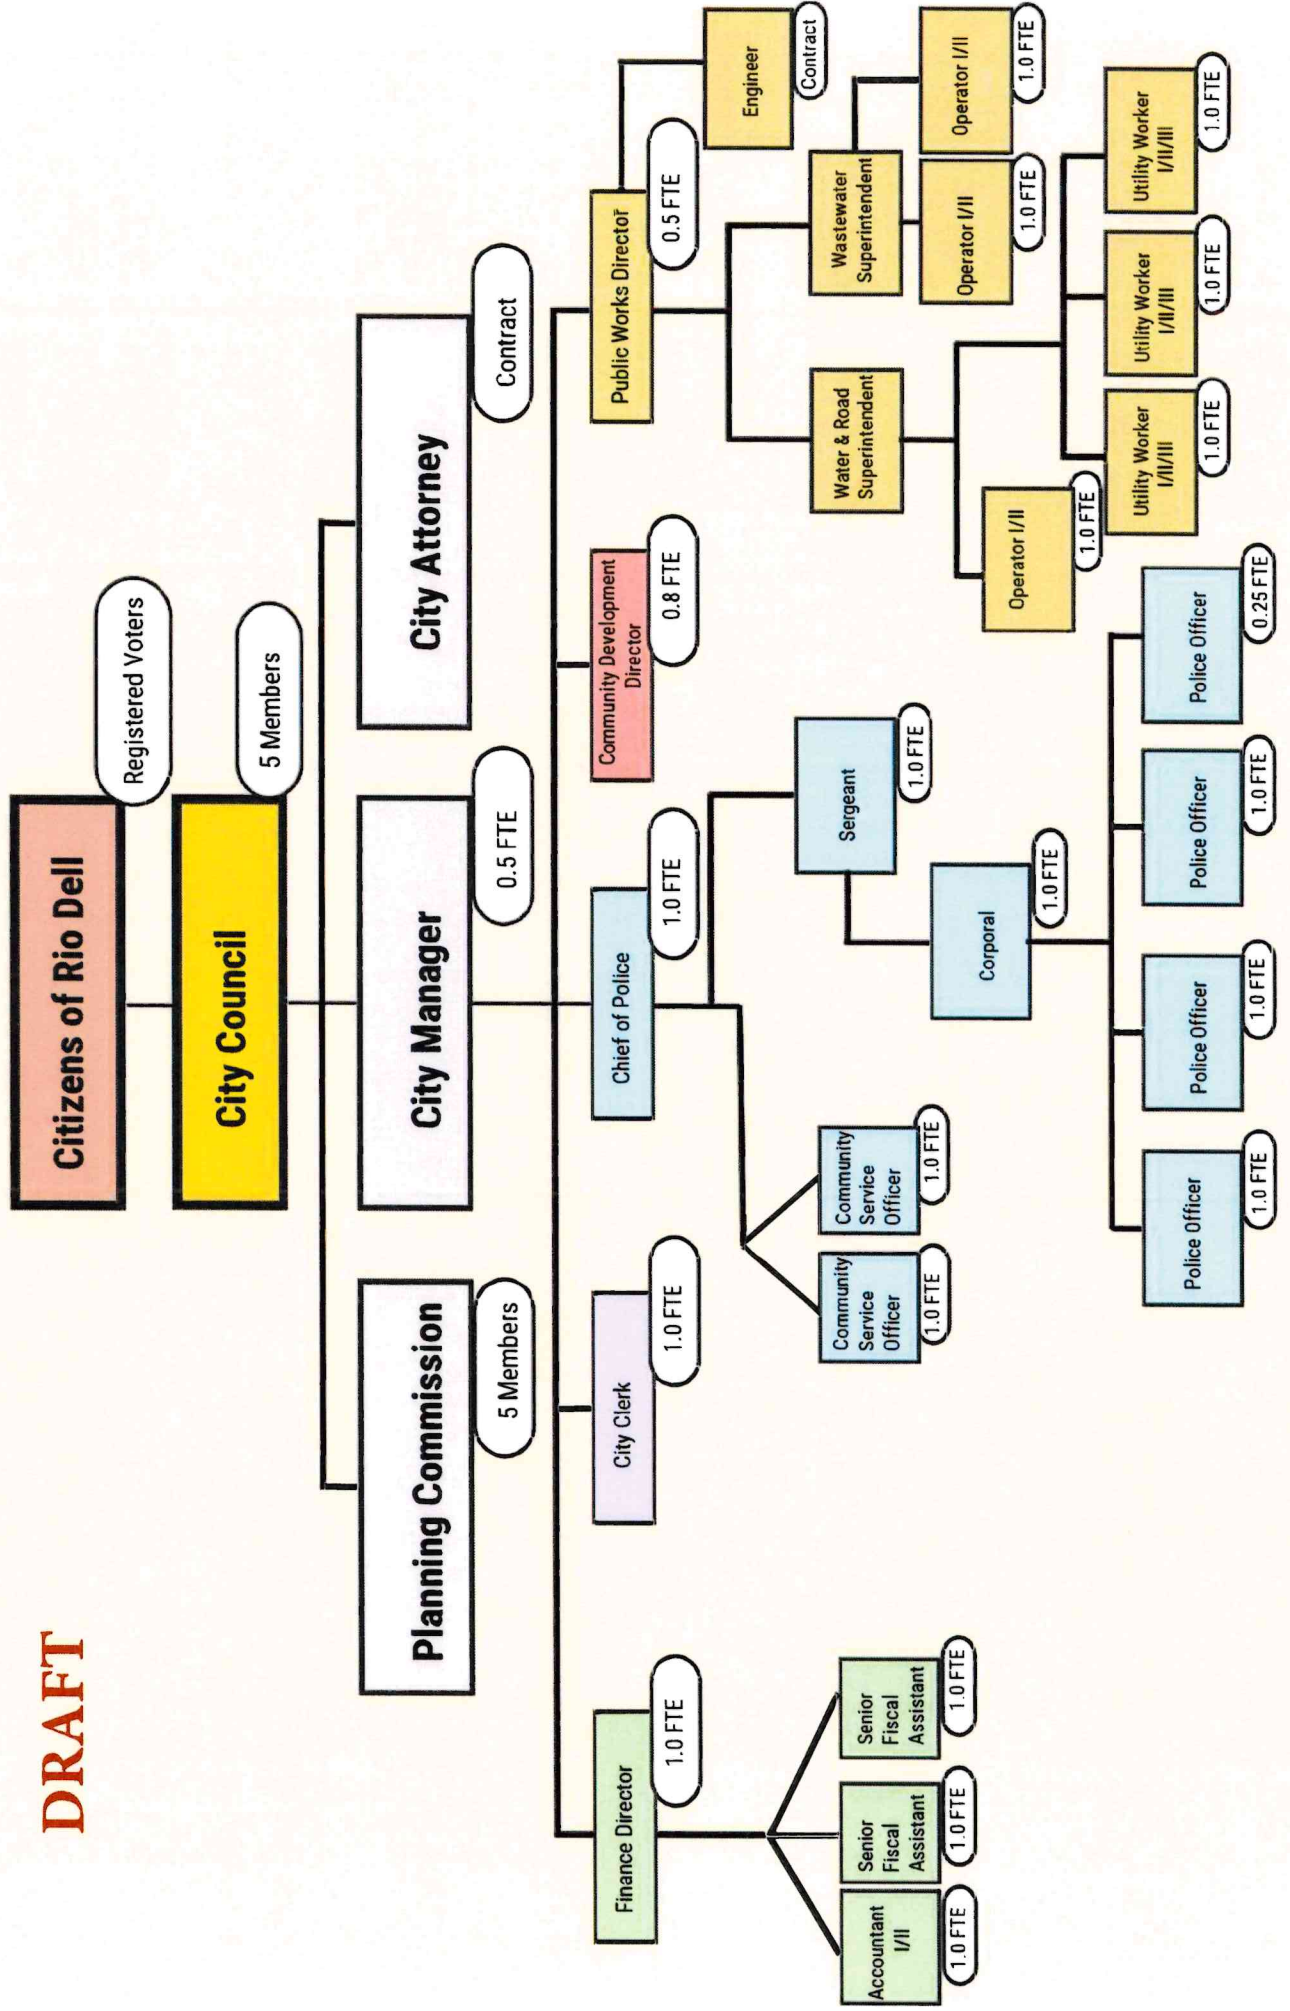 DRAFT
Citizens of Rio Dell
Registered Voters
City Council
5 Members
Planning Commission
5 Members
City Manager
0.5 FTE
City Attorney
Contract
Finance Director
1.0 FTE
City Clerk
1.0 FTE
Chief of Police
1.0 FTE
Community Development
Director
0.8 FTE
Public Works Director
0.5 FTE
Engineer
Contract
Accountant
I/II
1.0 FTE
Senior
Fiscal
Assistant
1.0 FTE
Senior
Fiscal
Assistant
1.0 FTE
Community
Service
Officer
1.0 FTE
Community
Service
Officer
1.0 FTE
Sergeant
1.0 FTE
Corporal
1.0 FTE
Police Officer
1.0 FTE
Police Officer
1.0 FTE
Police Officer
1.0 FTE
Police Officer
0.25 FTE
Water & Road
Superintendent
Wastewater
Superintendent
Operator I/II
1.0 FTE
Operator I/II
1.0 FTE
Operator I/II
1.0 FTE
Utility Worker
I/II/III
1.0 FTE
Utility Worker
I/II/III
1.0 FTE
Utility Worker
I/II/III
1.0 FTE